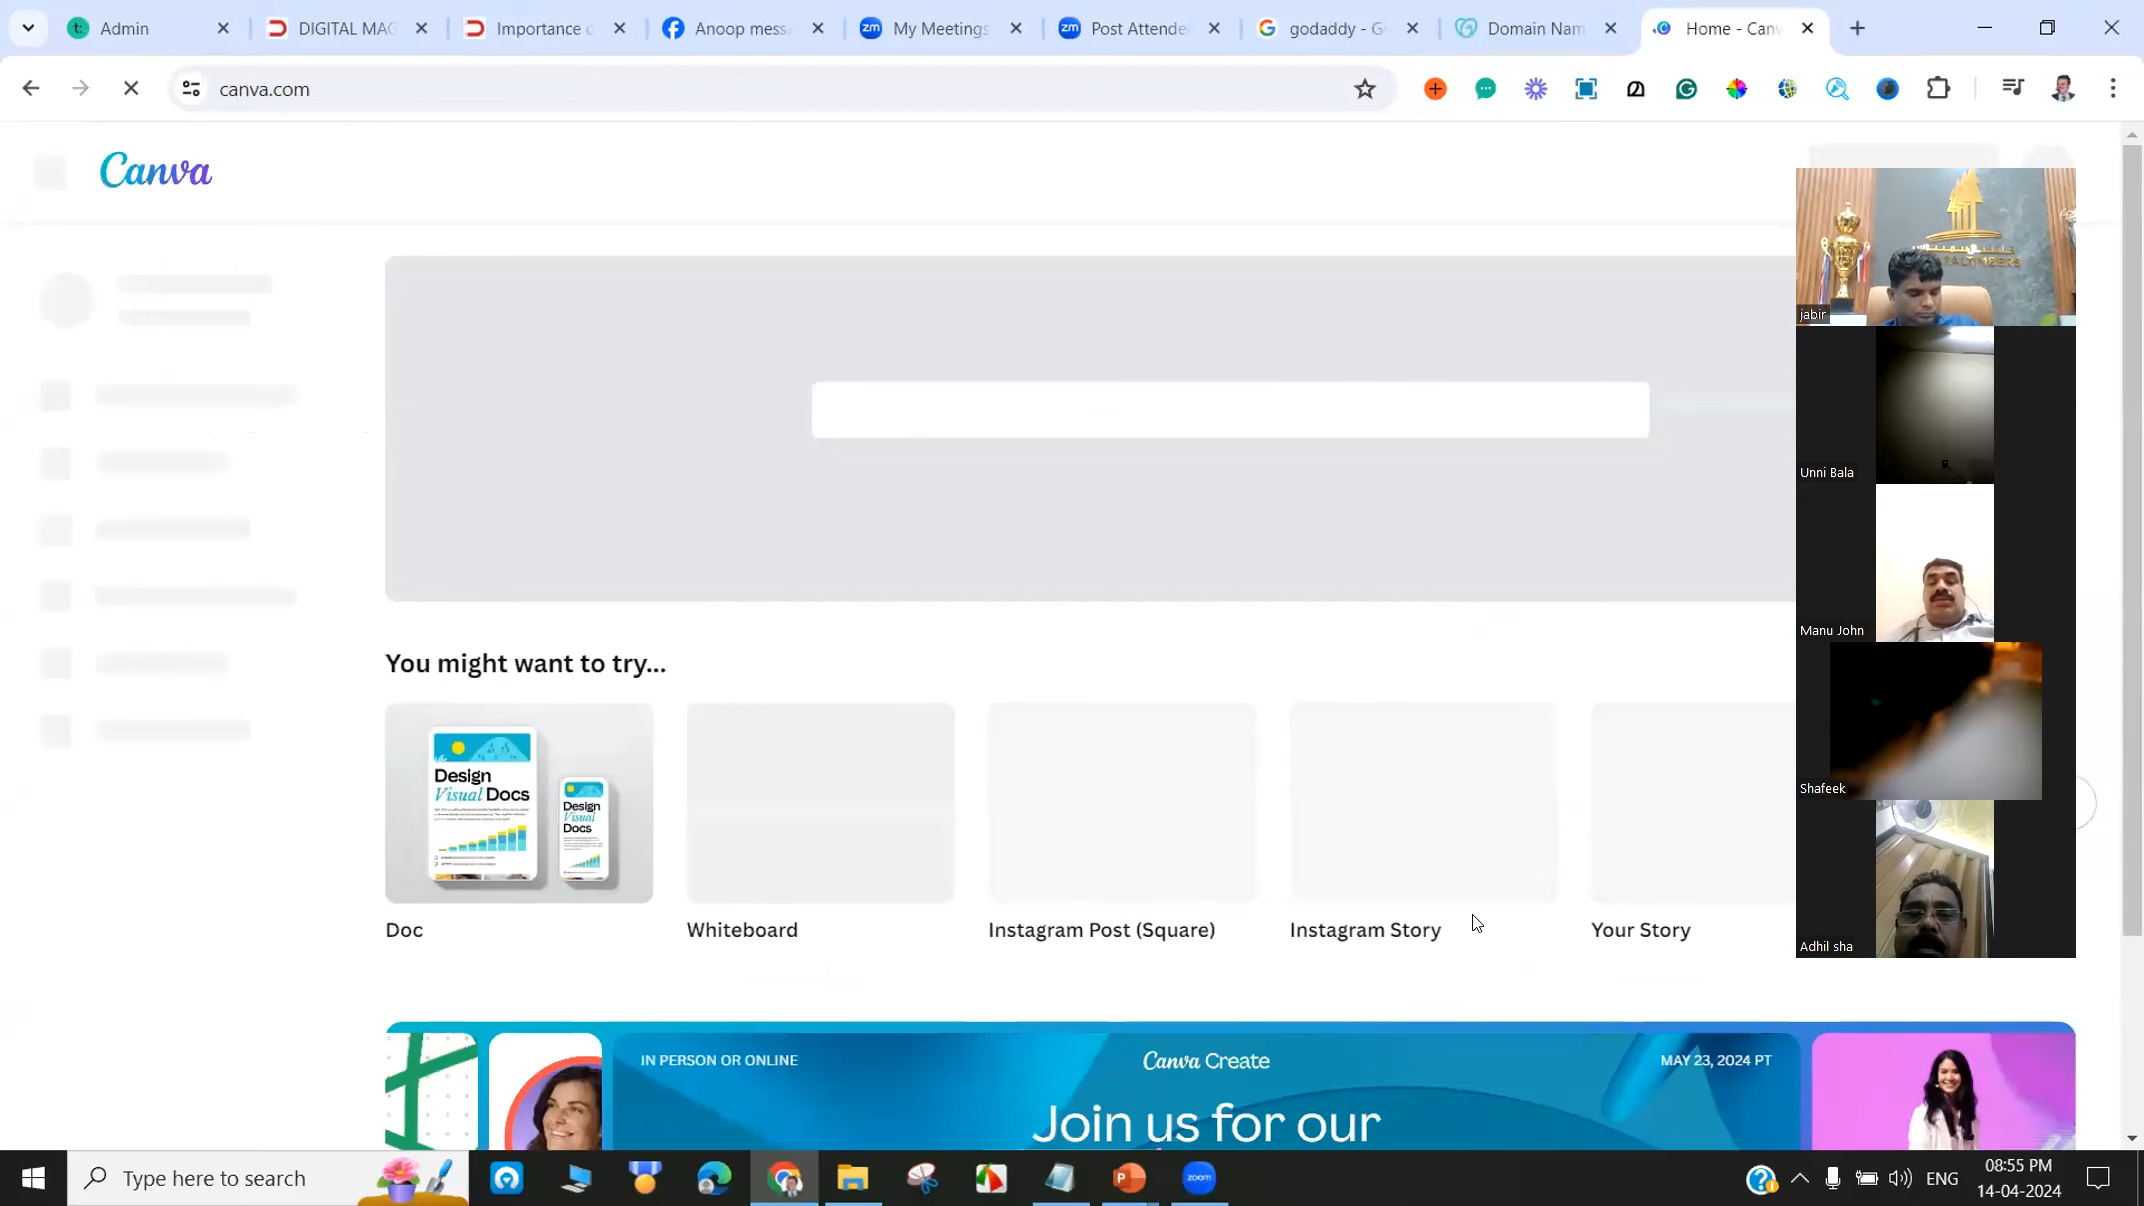 Admin
DIGITAL MAG
Importance o
Anoop mess
My Meetings
Post Attende
godaddy - G
Domain Nam
Home - Canv
canva.com
Canva
jabir
Unni Bala
Manu John
Shafeek
Adhil sha
You might want to try...
Design
Visual Docs
Design
Visual
Docs
Doc
Whiteboard
Instagram Post (Square)
Instagram Story
Your Story
IN PERSON OR ONLINE
Canva Create
MAY 23, 2024 PT
Join us for our
Type here to search
zoom
ENG
08:55 PM
14-04-2024